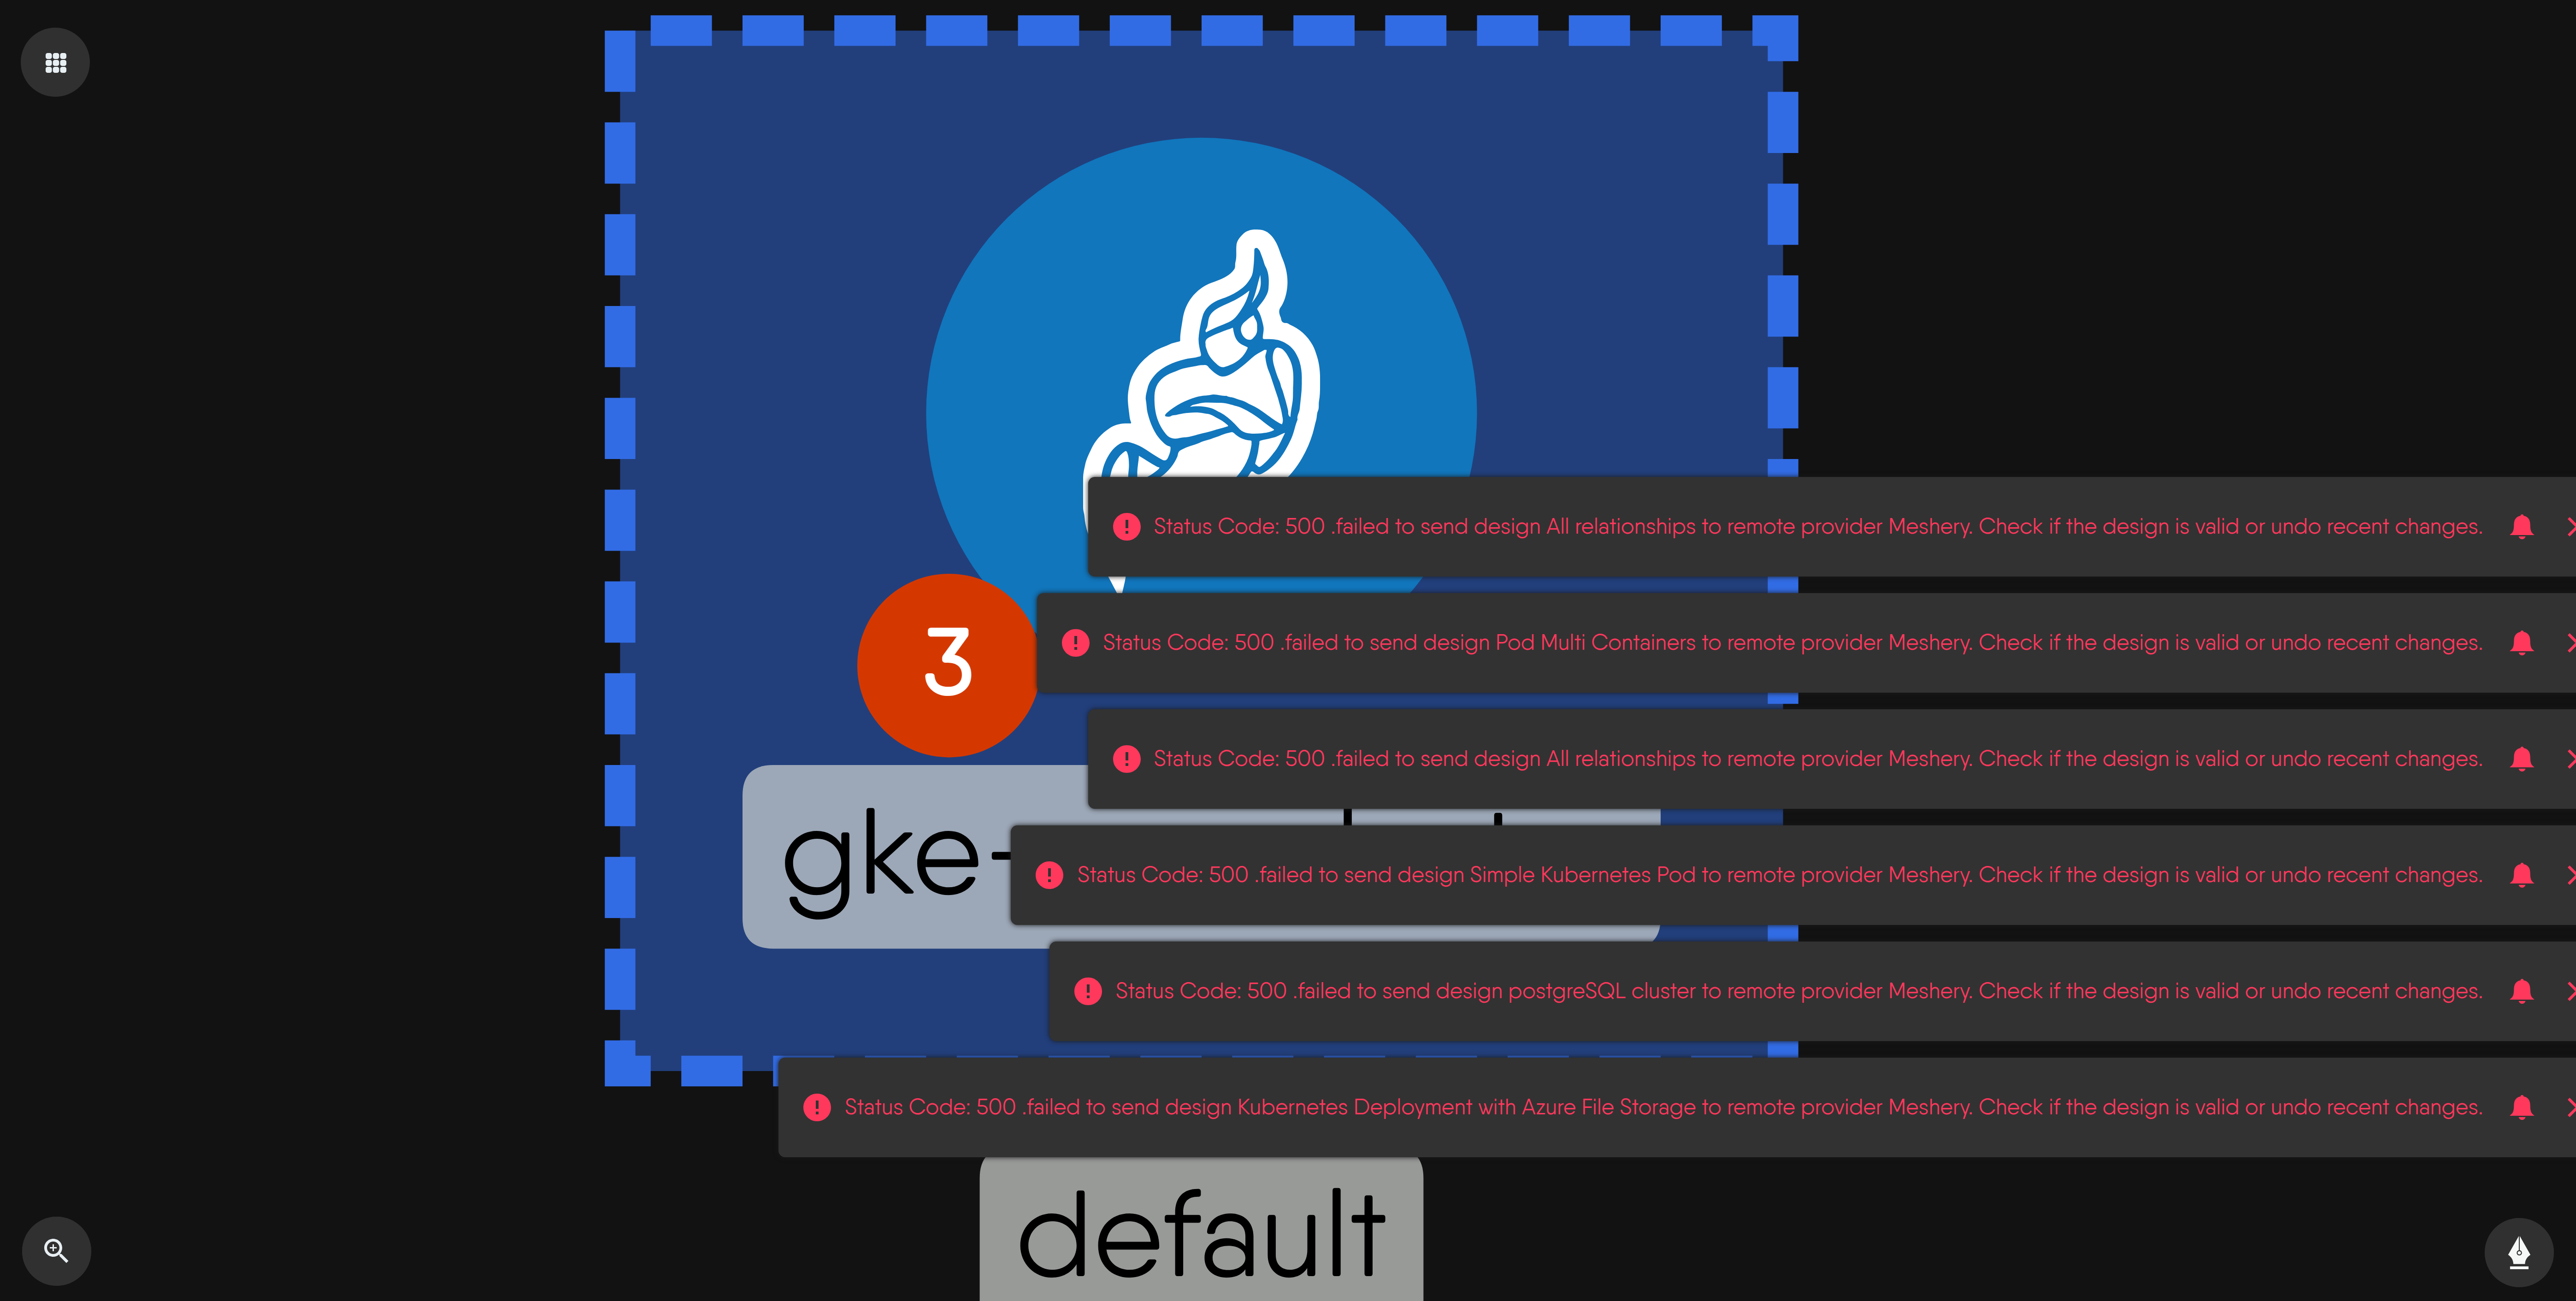 Status Code: 500 .failed to send design All relationships to remote provider Meshery. Check if the design is valid or undo recent changes.
3
Status Code: 500 .failed to send design Pod Multi Containers to remote provider Meshery. Check if the design is valid or undo recent changes.
Status Code: 500 .failed to send design All relationships to remote provider Meshery. Check if the design is valid or undo recent changes.
gke-
Status Code: 500 .failed to send design Simple Kubernetes Pod to remote provider Meshery. Check if the design is valid or undo recent changes.
Status Code: 500 .failed to send design postgreSQL cluster to remote provider Meshery. Check if the design is valid or undo recent changes.
Status Code: 500 .failed to send design Kubernetes Deployment with Azure File Storage to remote provider Meshery. Check if the design is valid or undo recent changes.
default